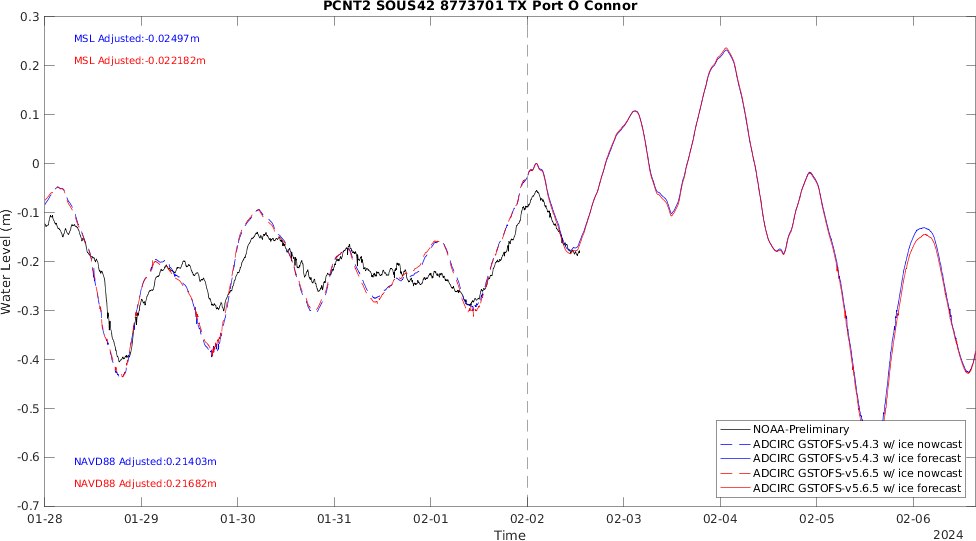 PCNT2 SOUS42 8773701 TX Port O Connor
0.3
MSL Adjusted:-0.02497m
MSL Adjusted:-0.022182m
0.2
0.1
0
-0.1
-0.2
-0.3
-0.4
-0.5
-0.6
-0.7
Water Level (m)
NAVD88 Adjusted:0.21403m
NAVD88 Adjusted:0.21682m
NOAA-Preliminary
ADCIRC GSTOFS-v5.4.3 w/ ice nowcast
ADCIRC GSTOFS-v5.4.3 w/ ice forecast
ADCIRC GSTOFS-v5.6.5 w/ ice nowcast
ADCIRC GSTOFS-v5.6.5 w/ ice forecast
01-28 01-29 01-30 01-31 02-01 02-02 02-03 02-04 02-05 02-06
Time
2024